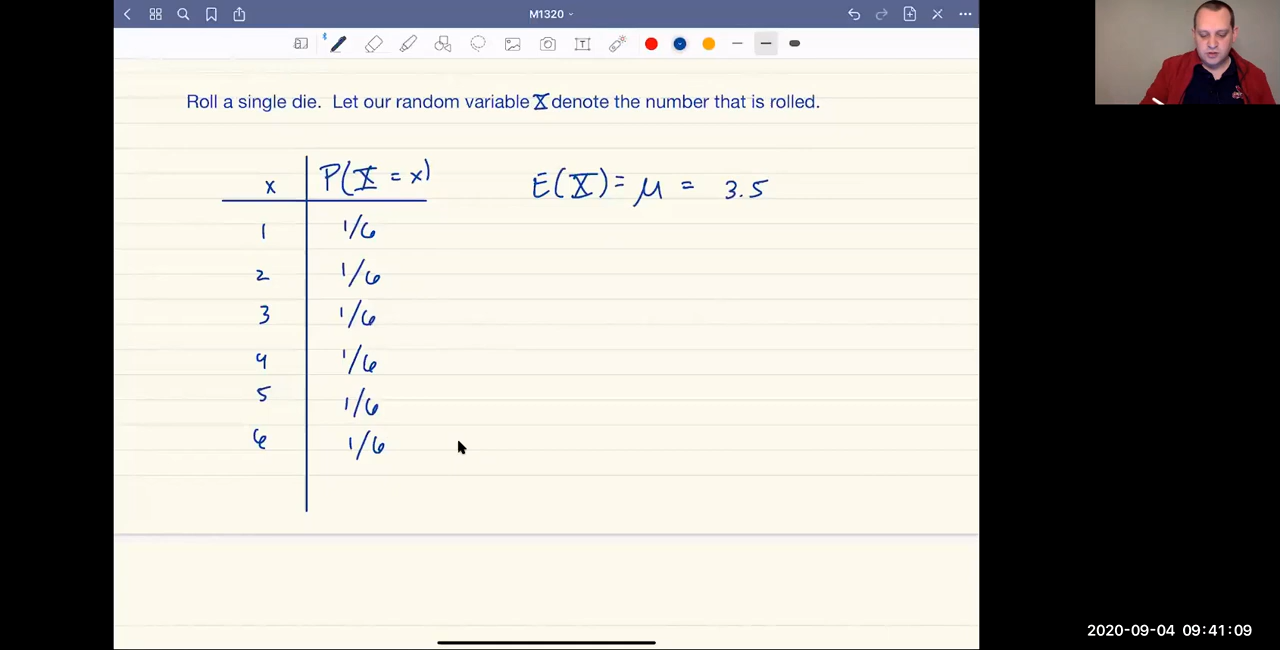 M1320
Roll a single die. Let our random variable X denote the number that is rolled.
x P(X = x)
E(X) = μ = 3.5
1 1/6
2 1/6
3 1/6
4 1/6
5 1/6
6 1/6
2020-09-04 09:41:09